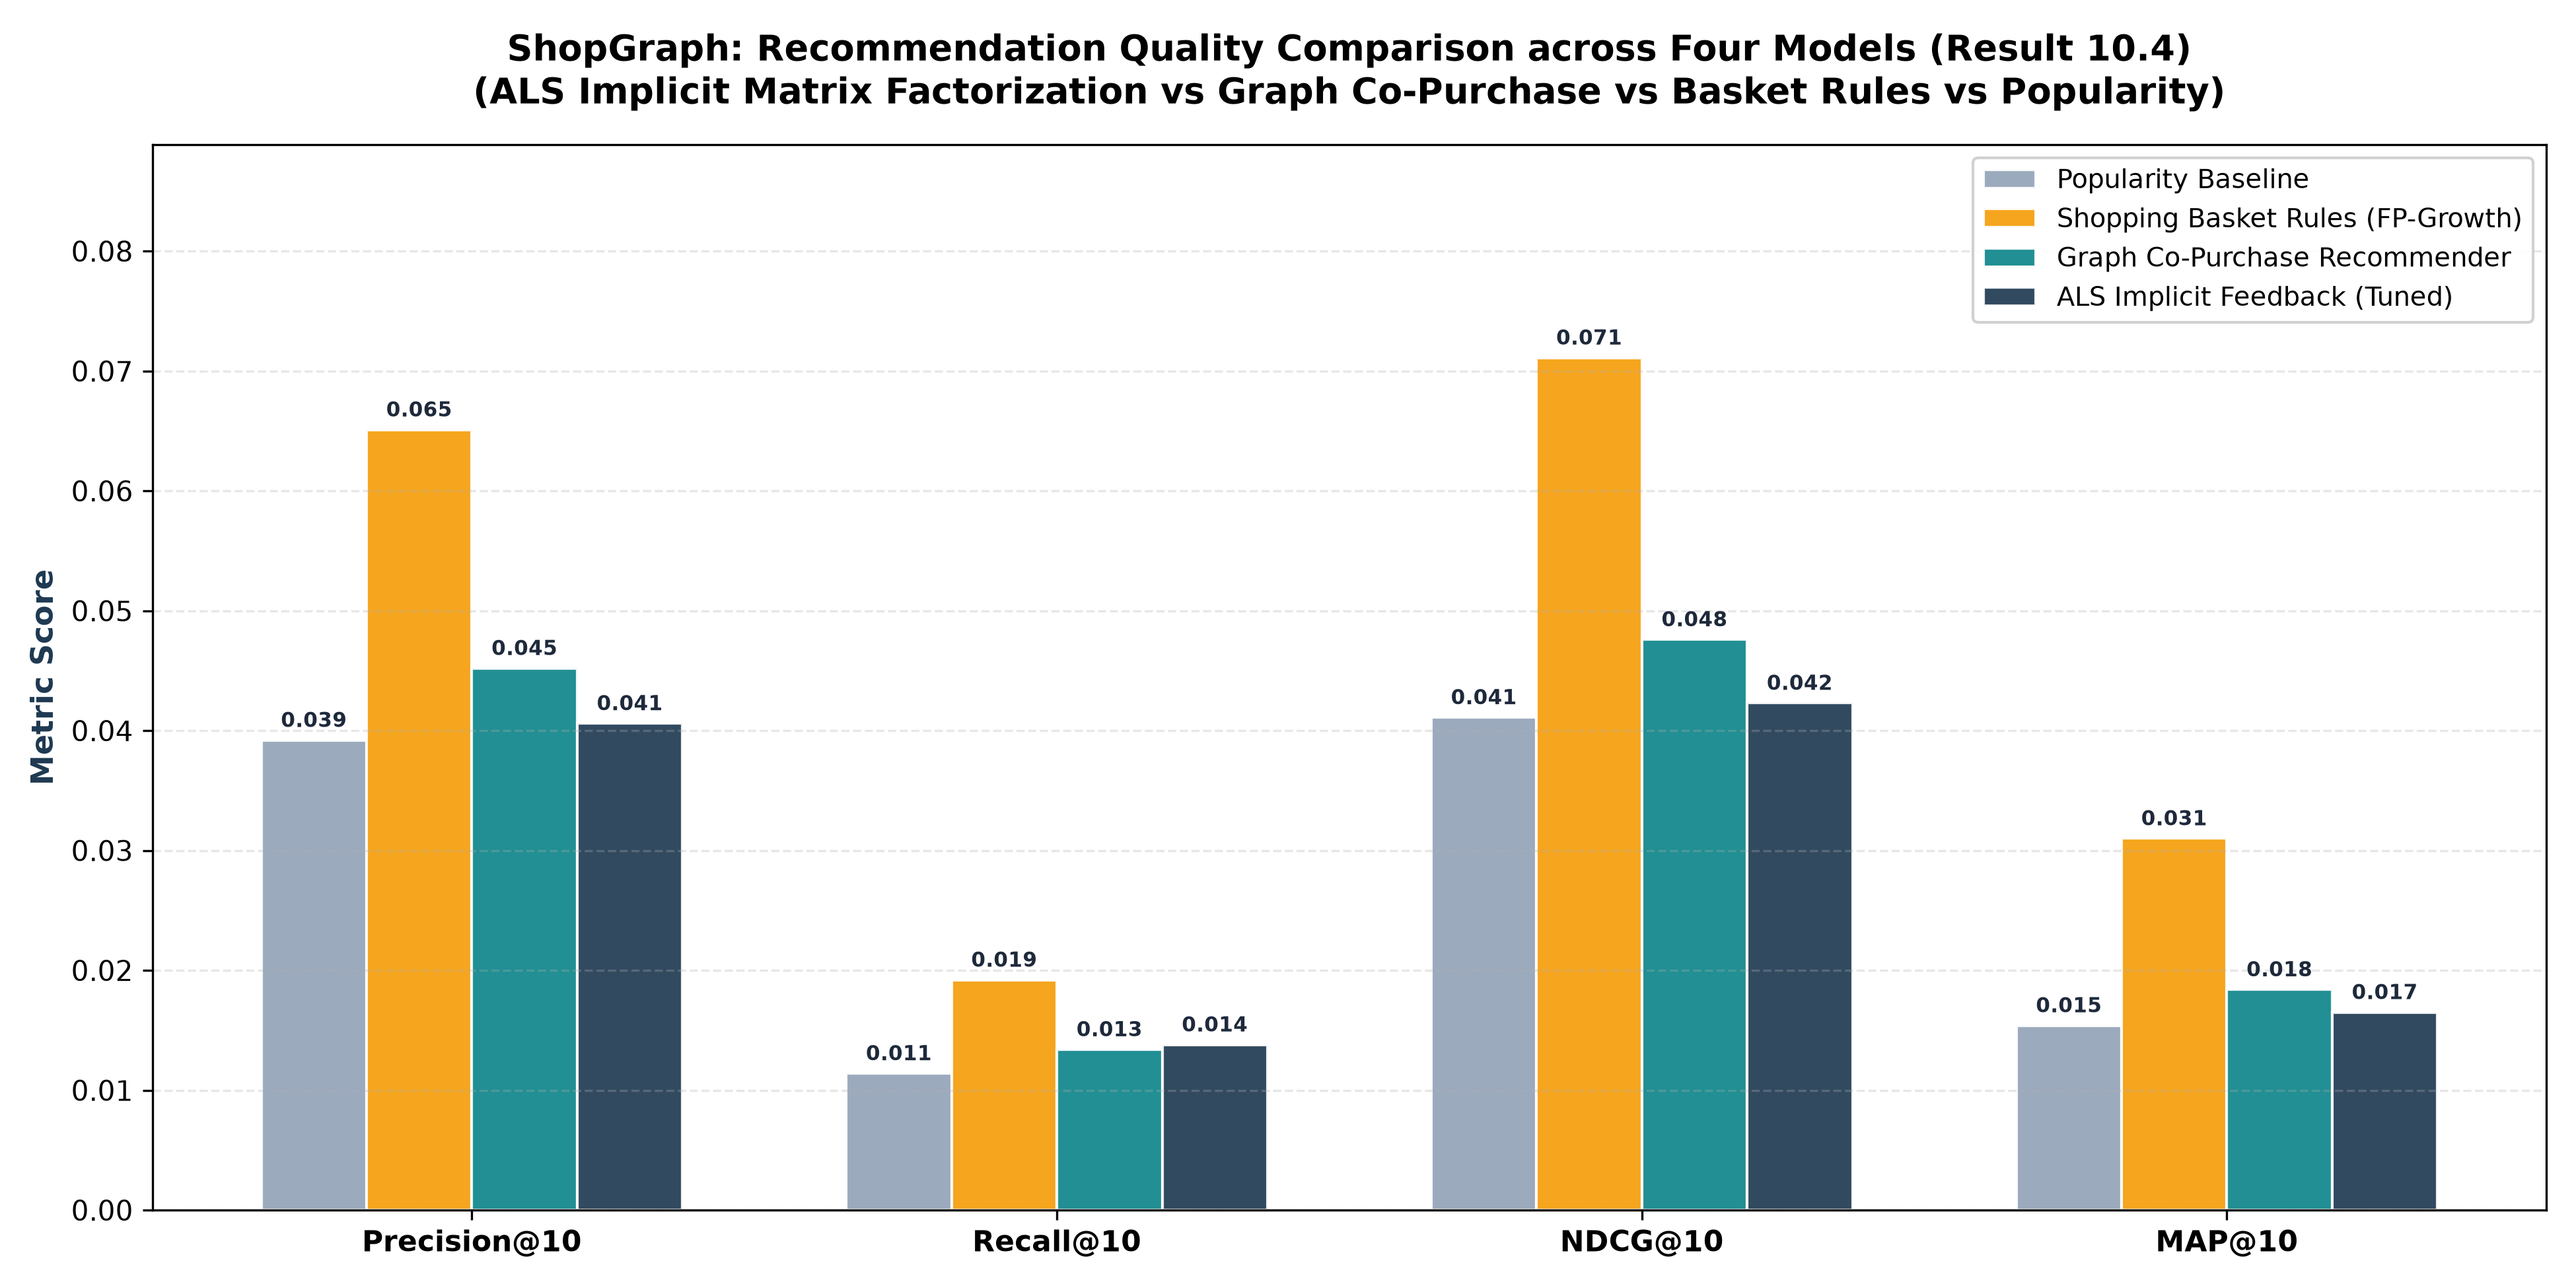 ShopGraph: Recommendation Quality Comparison across Four Models (Result 10.4)
(ALS Implicit Matrix Factorization vs Graph Co-Purchase vs Basket Rules vs Popularity)
Popularity Baseline
Shopping Basket Rules (FP-Growth)
Graph Co-Purchase Recommender
ALS Implicit Feedback (Tuned)
Metric Score
0.08
0.07
0.06
0.05
0.04
0.03
0.02
0.01
0.00
0.039
0.065
0.045
0.041
0.011
0.019
0.013
0.014
0.041
0.071
0.048
0.042
0.015
0.031
0.018
0.017
Precision@10
Recall@10
NDCG@10
MAP@10